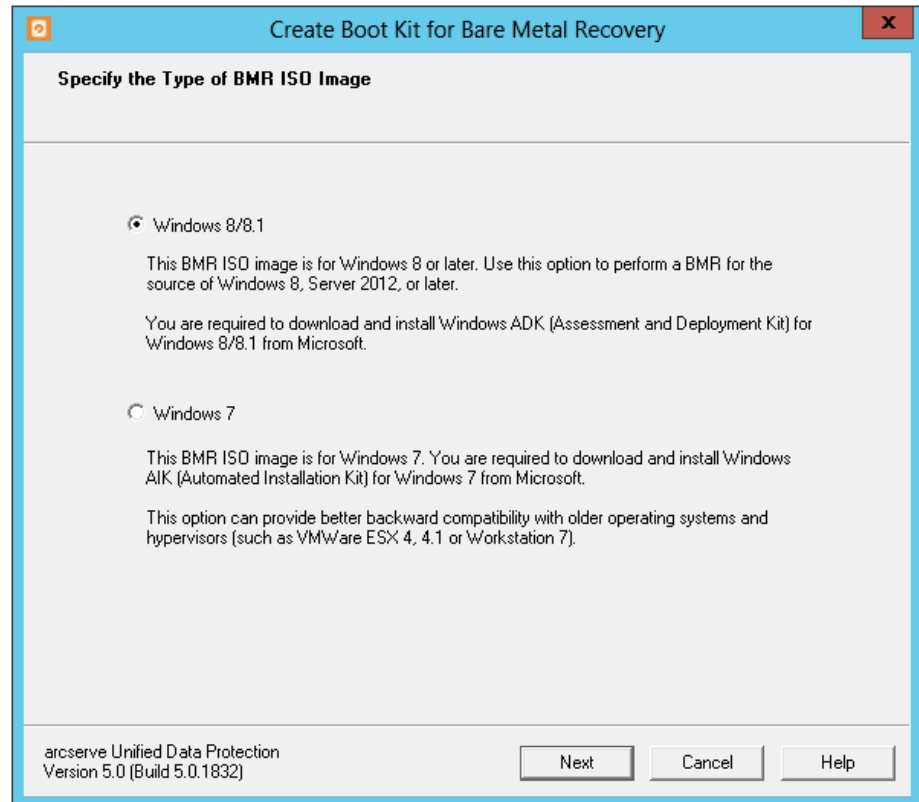 Create Boot Kit for Bare Metal Recovery
x
Specify the Type of BMR ISO Image
Windows 8/8.1
This BMR ISO image is for Windows 8 or later. Use this option to perform a BMR for the
source of Windows 8, Server 2012, or later.
You are required to download and install Windows ADK (Assessment and Deployment Kit) for
Windows 8/8.1 from Microsoft.
Windows 7
This BMR ISO image is for Windows 7. You are required to download and install Windows
AIK (Automated Installation Kit) for Windows 7 from Microsoft.
This option can provide better backward compatibility with older operating systems and
hypervisors (such as VMWare ESX 4, 4.1 or Workstation 7).
arcserve Unified Data Protection
Version 5.0 (Build 5.0.1832)
Next Cancel Help